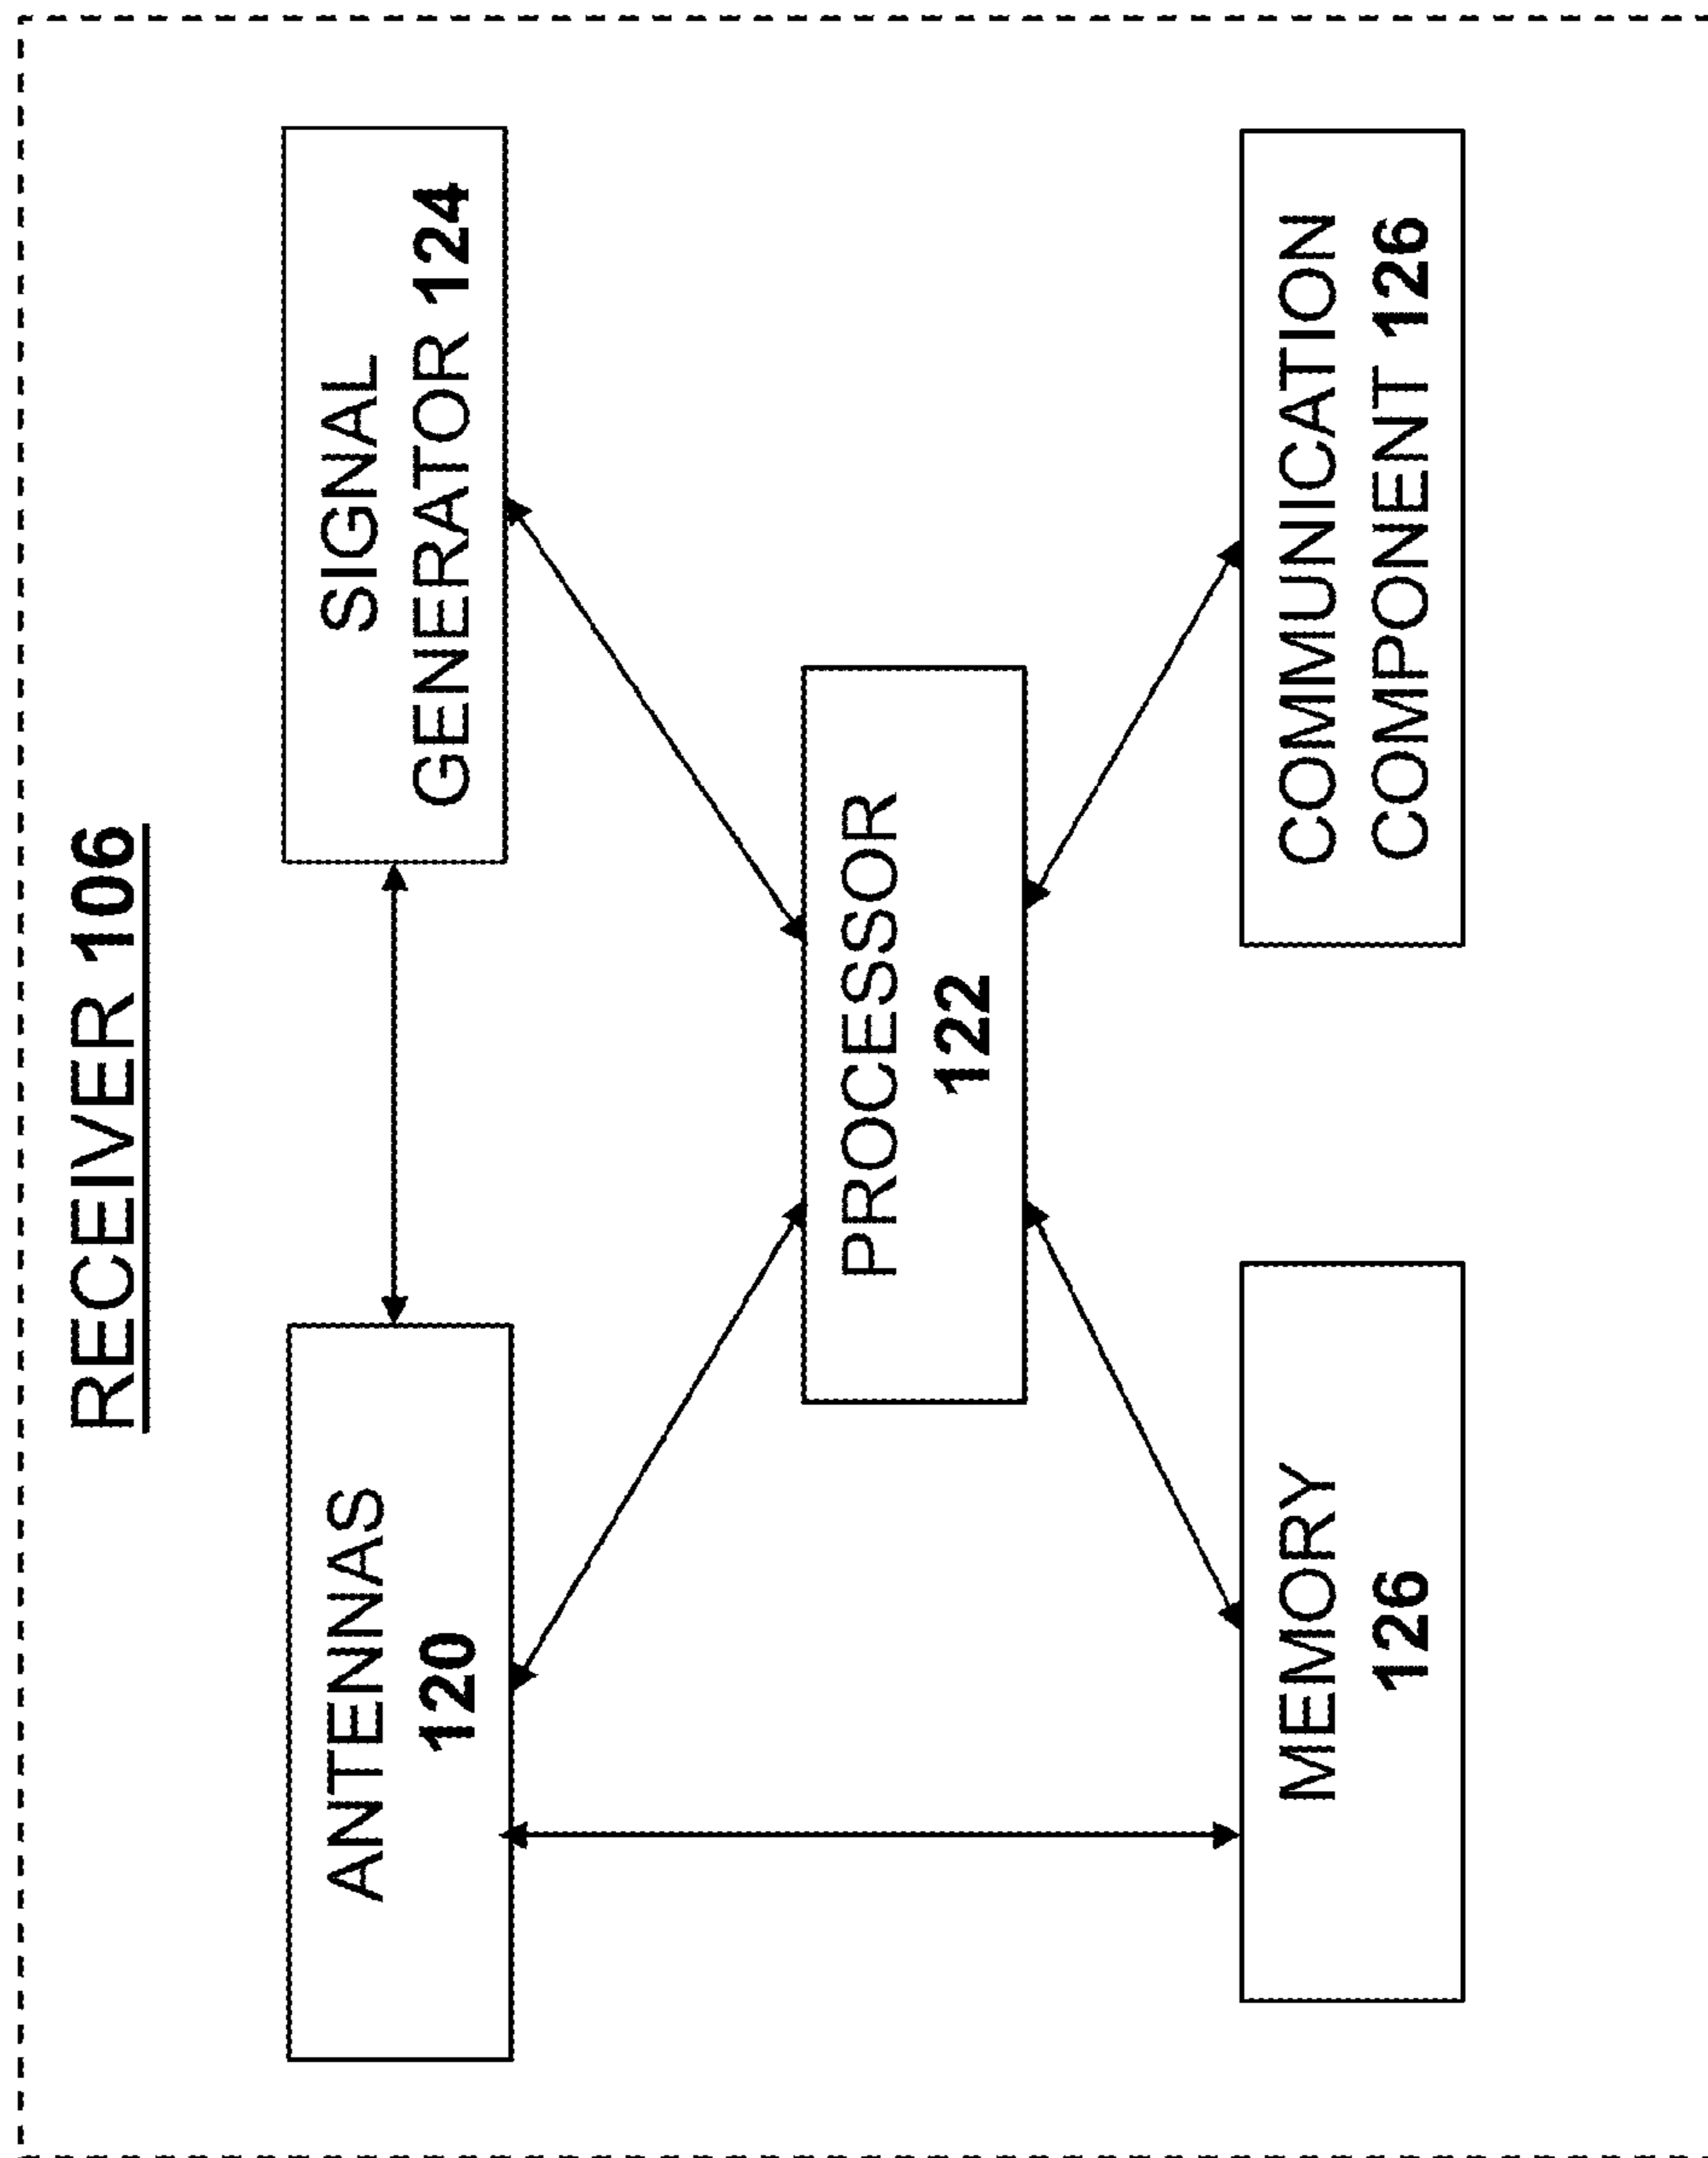 RECEIVER 106
ANTENNAS
120
SIGNAL
GENERATOR 124
PROCESSOR
122
MEMORY
126
COMMUNICATION
COMPONENT 126